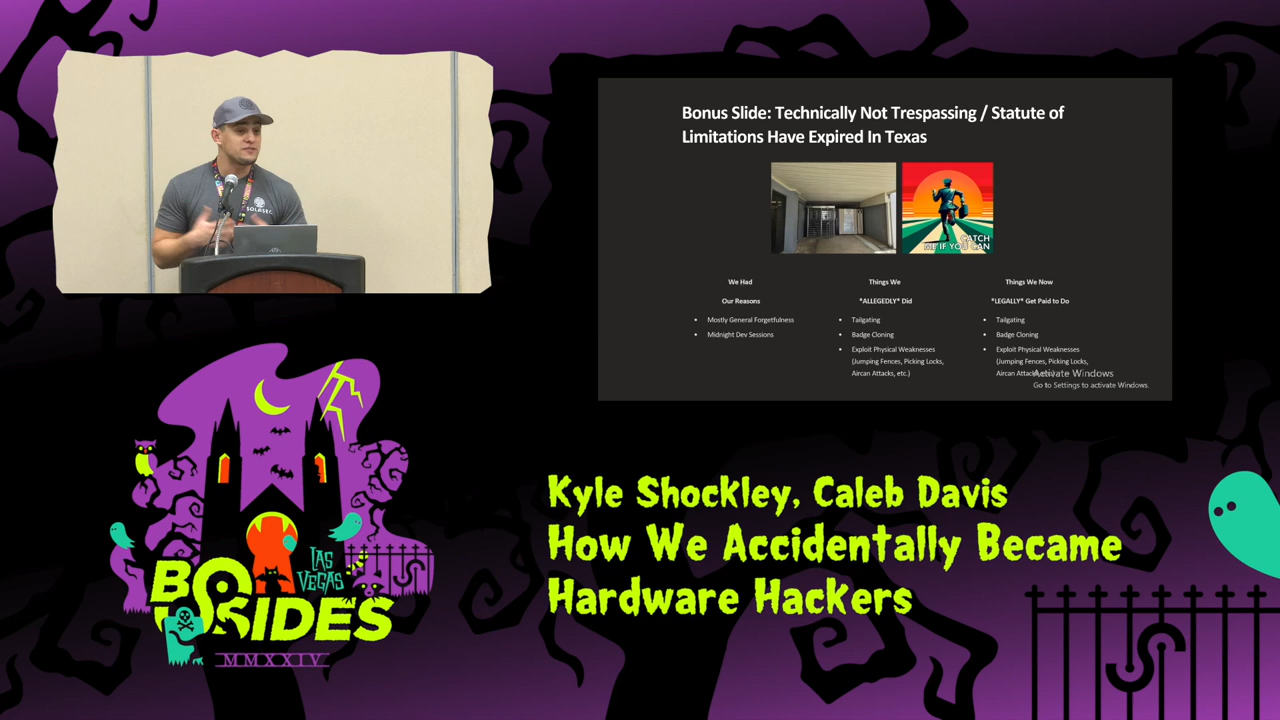 Bonus Slide: Technically Not Trespassing / Statute of
Limitations Have Expired In Texas
CATCH
ME IF YOU CAN
We Had
Our Reasons
• Mostly General Forgetfulness
• Midnight Dev Sessions
Things We
*ALLEGEDLY* Did
• Tailgating
• Badge Cloning
• Exploit Physical Weaknesses
(Jumping Fences, Picking Locks,
Aircan Attacks, etc.)
Things We Now
*LEGALLY* Get Paid to Do
• Tailgating
• Badge Cloning
• Exploit Physical Weaknesses
(Jumping Fences, Picking Locks,
Aircan Attacks, etc.)
Activate Windows
Go to Settings to activate Windows.
SOLASEC
LAS
VEGAS
BSIDES
MMXXIV
Kyle Shockley, Caleb Davis
How We Accidentally Became
Hardware Hackers